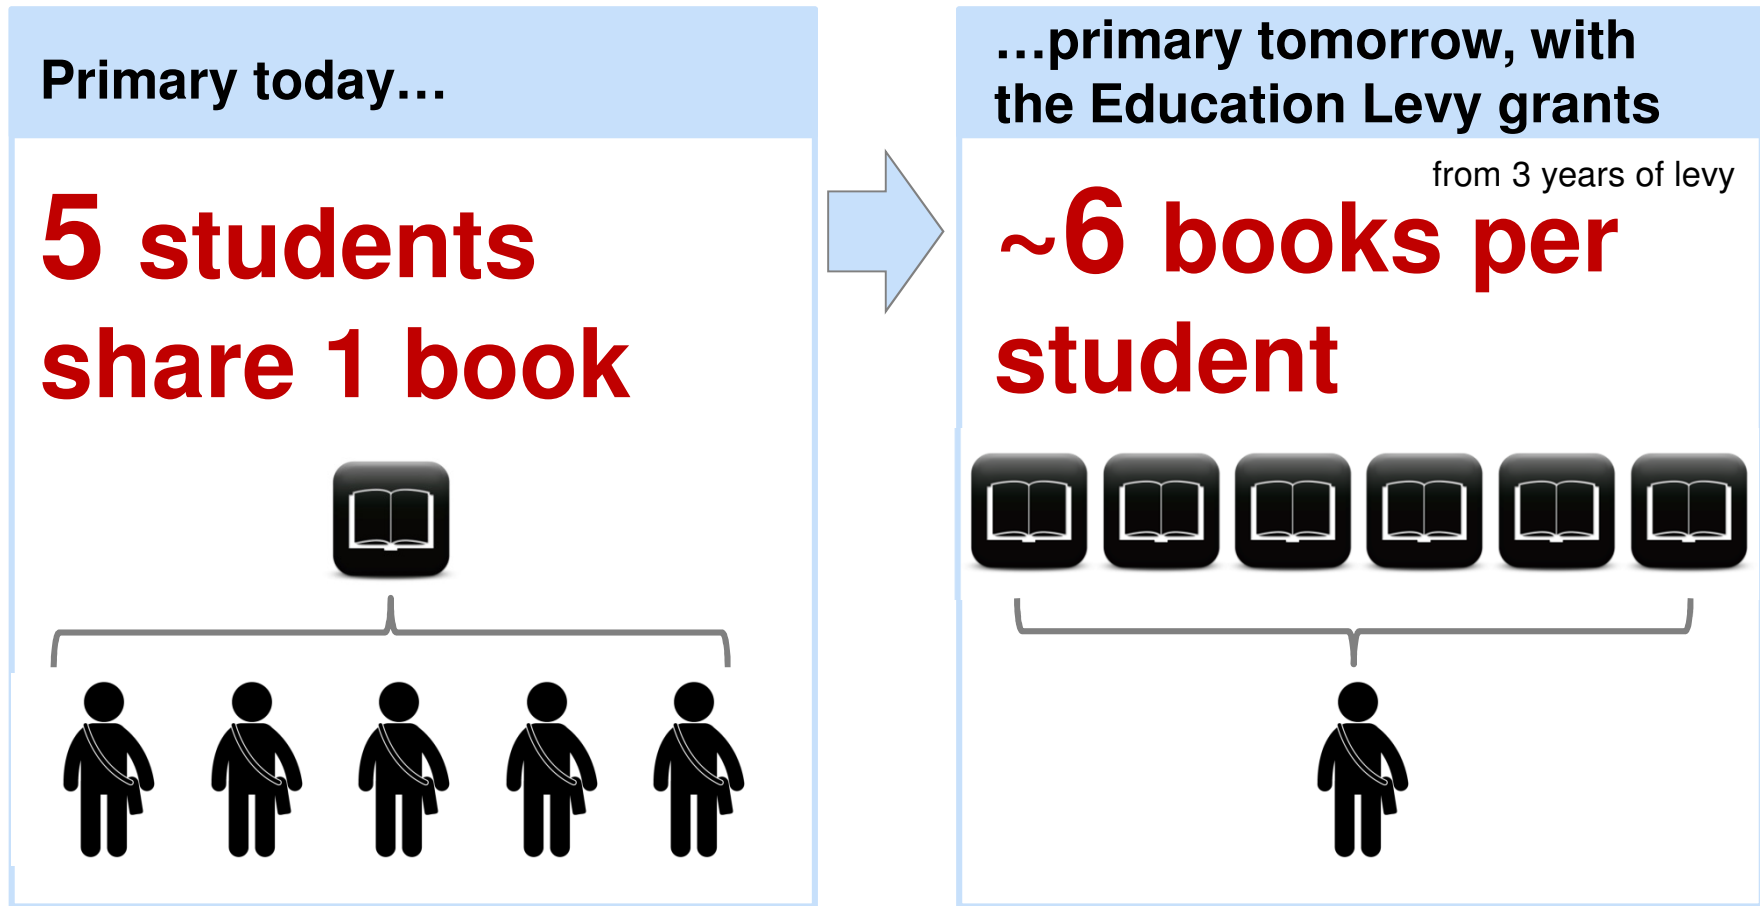 Primary today…
5 students
share 1 book
…primary tomorrow, with
the Education Levy grants
from 3 years of levy
~6 books per
student